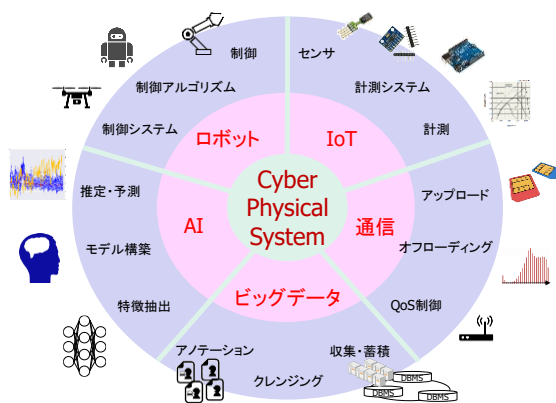 制御
センサ
制御アルゴリズム
計測システム
制御システム
計測
ロボット
IoT
推定・予測
アップロード
Cyber
Physical
System
AI
通信
モデル構築
オフローディング
特徴抽出
ビッグデータ
QoS制御
アノテーション
収集・蓄積
クレンジング
DBMS
DBMS
DBMS